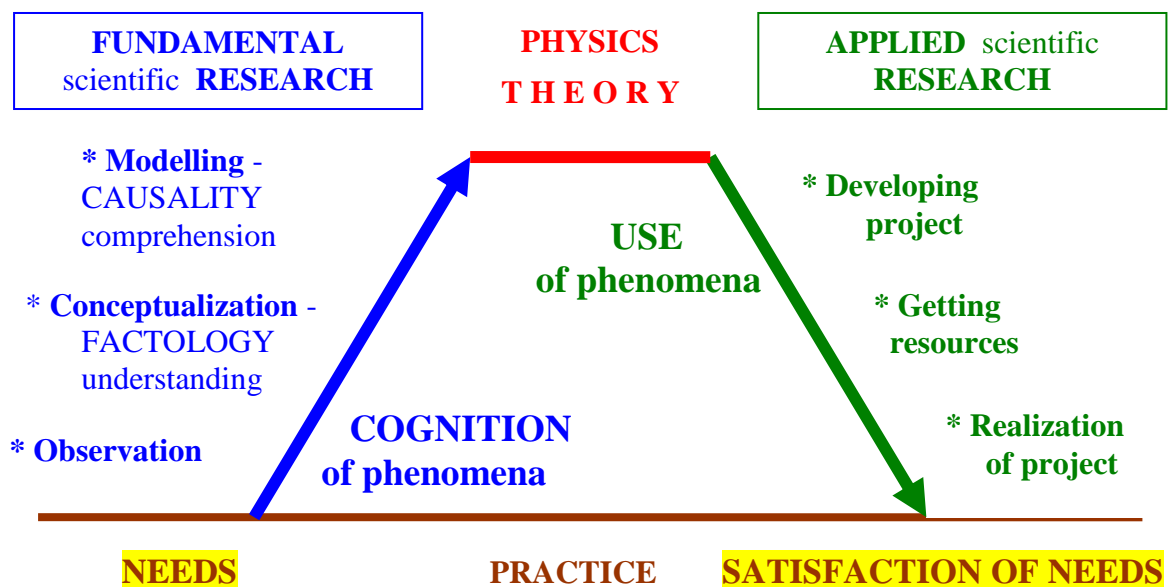 FUNDAMENTAL
scientific RESEARCH
PHYSICS
T H E O R Y
APPLIED scientific
RESEARCH
* Modelling -
CAUSALITY
comprehension
* Conceptualization -
FACTOLOGY
understanding
* Observation
COGNITION
of phenomena
USE
of phenomena
* Developing
project
* Getting
resources
* Realization
of project
NEEDS
PRACTICE
SATISFACTION OF NEEDS